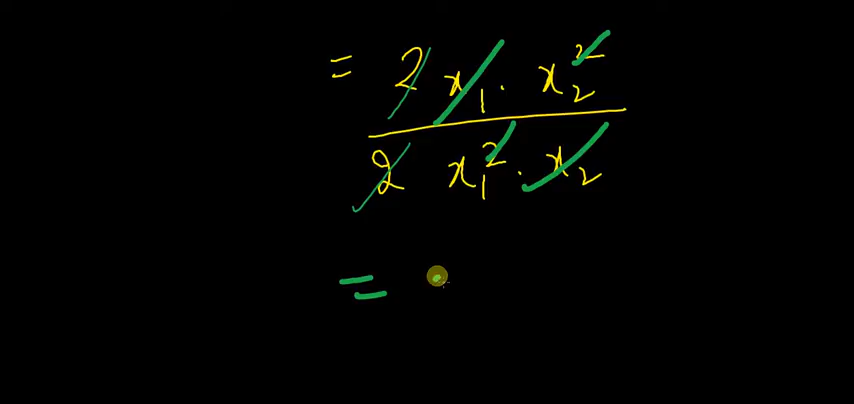 = 2 x₁ . x₂²
2 x₁² . x₂
=